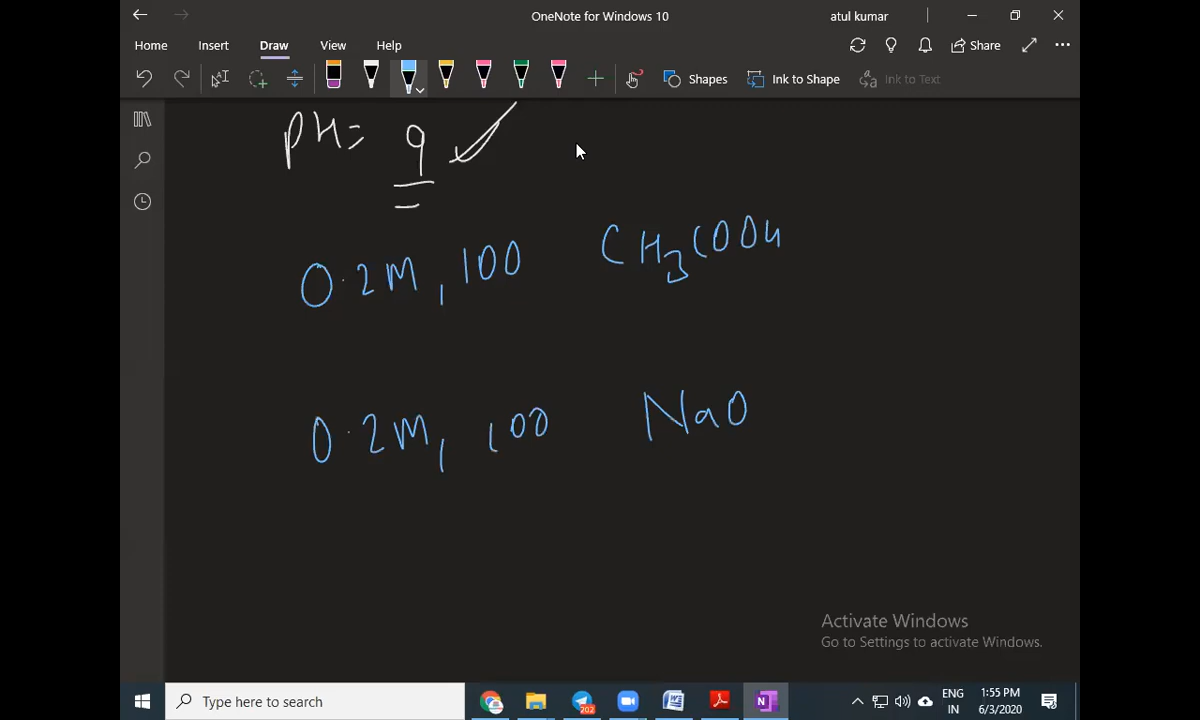 OneNote for Windows 10
atul kumar
Home Insert Draw View Help
Share
Shapes Ink to Shape Ink to Text
PH= 9
0.2M, 100 CH3COOH
0.2M, 100 NaO
Activate Windows
Go to Settings to activate Windows.
Type here to search
202
ENG
IN
1:55 PM
6/3/2020